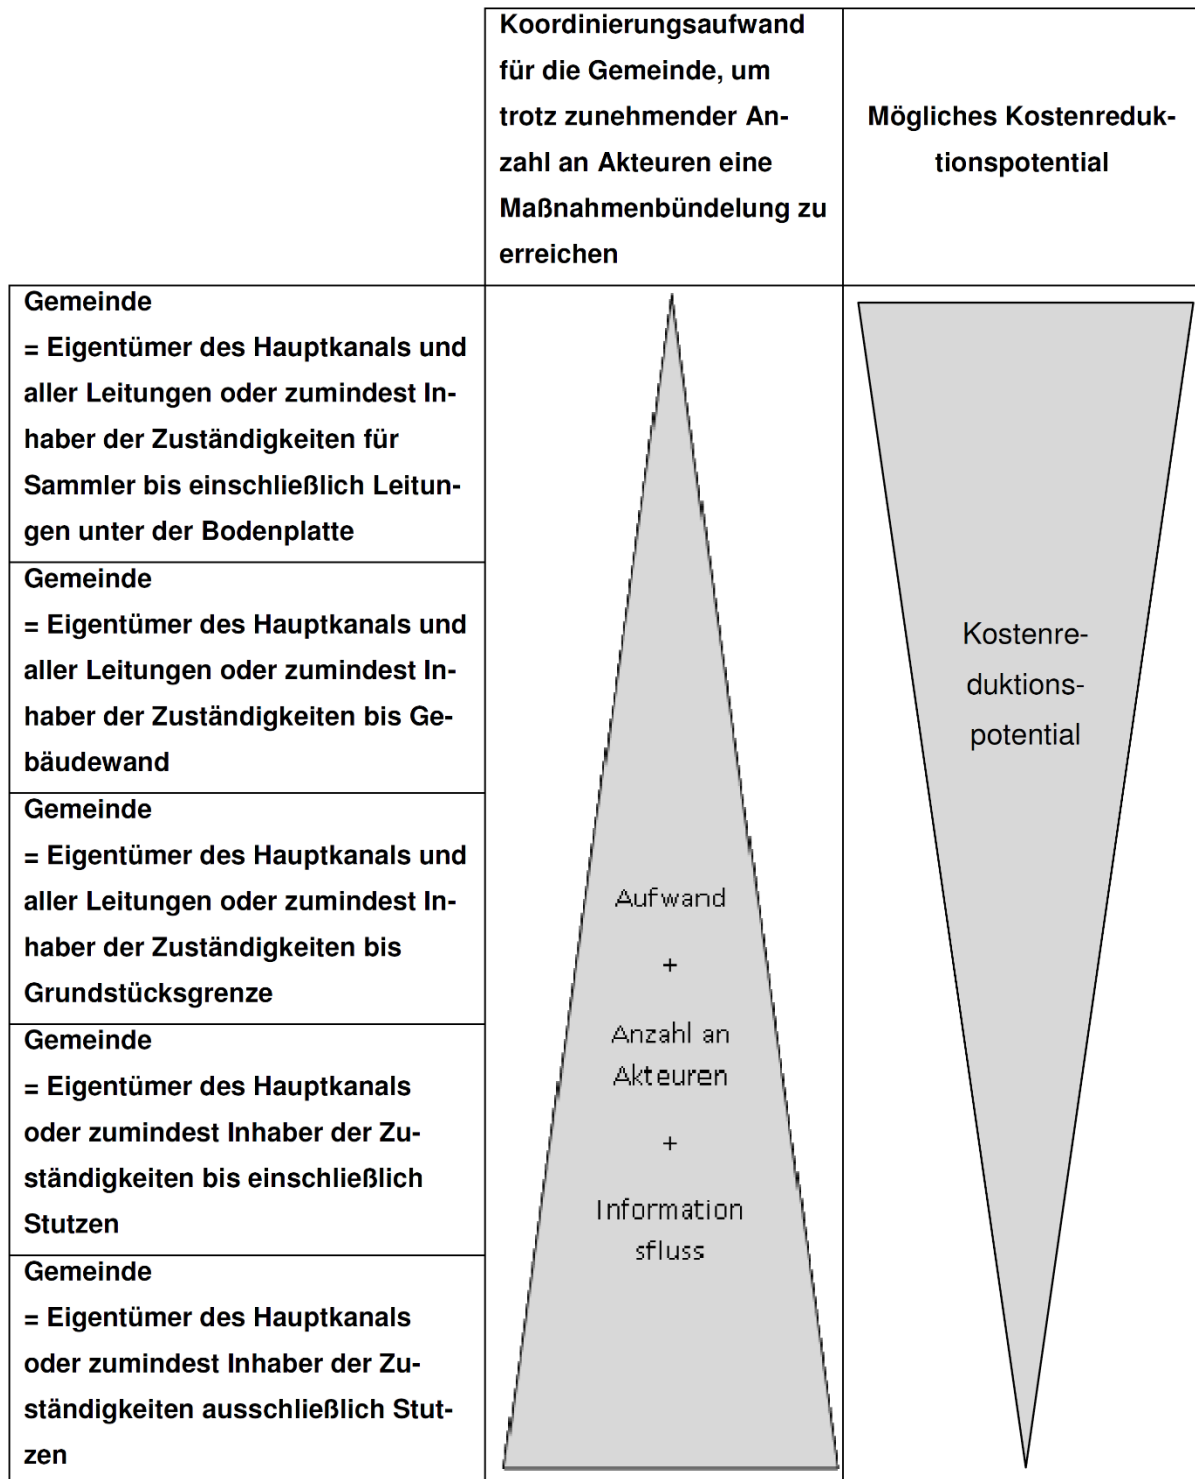 Koordinierungsaufwand
für die Gemeinde, um
trotz zunehmender An-
zahl an Akteuren eine
Maßnahmenbündelung zu
erreichen
Mögliches Kostenreduk-
tionspotential
Gemeinde
= Eigentümer des Hauptkanals und
aller Leitungen oder zumindest In-
haber der Zuständigkeiten für
Sammler bis einschließlich Leitun-
gen unter der Bodenplatte
Gemeinde
= Eigentümer des Hauptkanals und
aller Leitungen oder zumindest In-
haber der Zuständigkeiten bis Ge-
bäudewand
Gemeinde
= Eigentümer des Hauptkanals und
aller Leitungen oder zumindest In-
haber der Zuständigkeiten bis
Grundstücksgrenze
Gemeinde
= Eigentümer des Hauptkanals
oder zumindest Inhaber der Zu-
ständigkeiten bis einschließlich
Stutzen
Gemeinde
= Eigentümer des Hauptkanals
oder zumindest Inhaber der Zu-
ständigkeiten ausschließlich Stut-
zen
Aufwand
+
Anzahl an
Akteuren
+
Information
sfluss
Kostenre-
duktions-
potential